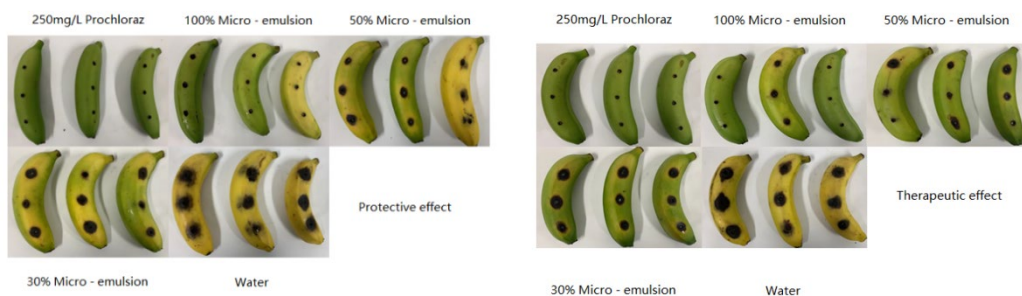 250mg/L Prochloraz
100% Micro - emulsion
50% Micro - emulsion
Protective effect
30% Micro - emulsion
Water
250mg/L Prochloraz
100% Micro - emulsion
50% Micro - emulsion
Therapeutic effect
30% Micro - emulsion
Water